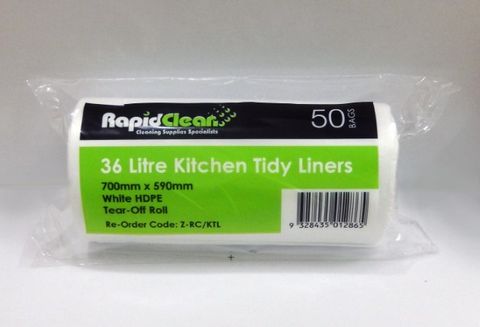 RapidClean
Cleaning Supplies Specialists
50 BAGS
36 Litre Kitchen Tidy Liners
700mm x 590mm
White HDPE
Tear-Off Roll
Re-Order Code: Z-RC/KTL
9 328435 012865